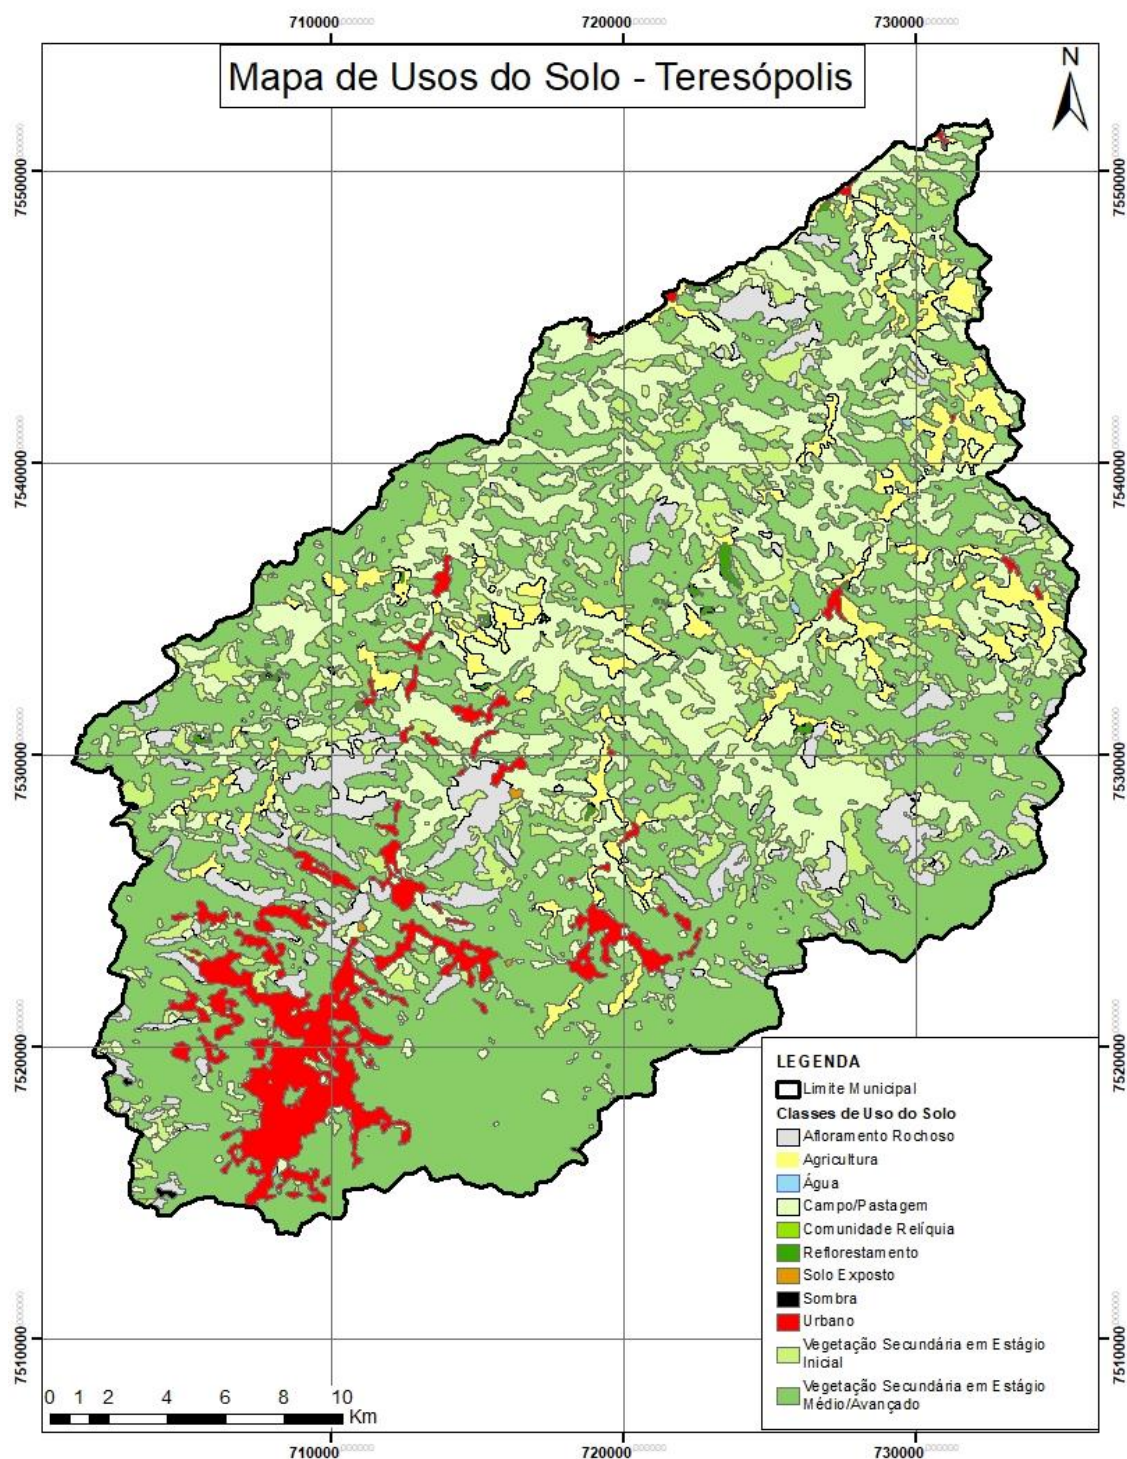 710000 720000 730000
Mapa de Usos do Solo - Teresópolis
N
7550000 7550000
7540000 7540000
7530000 7530000
7520000 7520000
LEGENDA
Limite Municipal
Classes de Uso do Solo
Afloramento Rochoso
Agricultura
Água
Campo/Pastagem
Comunidade Relíquia
Reflorestamento
Solo Exposto
Sombra
Urbano
Vegetação Secundária em Estágio
Inicial
Vegetação Secundária em Estágio
Médio/Avançado
7510000 7510000
0 1 2 4 6 8 10
Km
710000 720000 730000